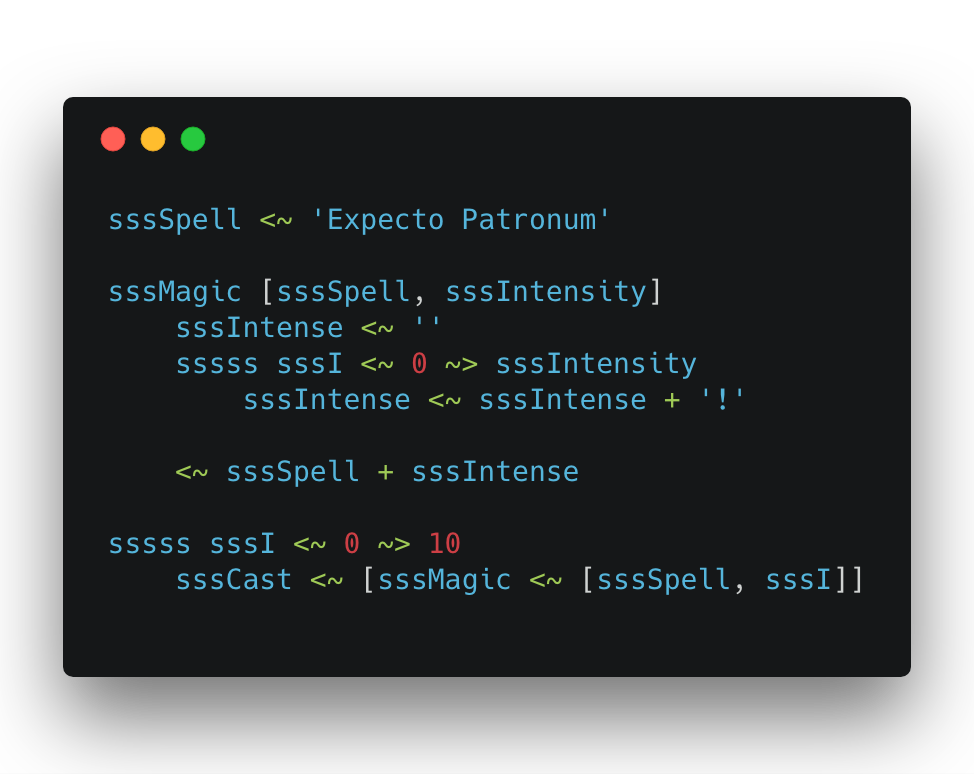 sssSpell <~ 'Expecto Patronum'
sssMagic [sssSpell, sssIntensity]
    sssIntense <~ ''
    sssss sssI <~ 0 ~> sssIntensity
        sssIntense <~ sssIntense + '!'
    <~ sssSpell + sssIntense
sssss sssI <~ 0 ~> 10
    sssCast <~ [sssMagic <~ [sssSpell, sssI]]